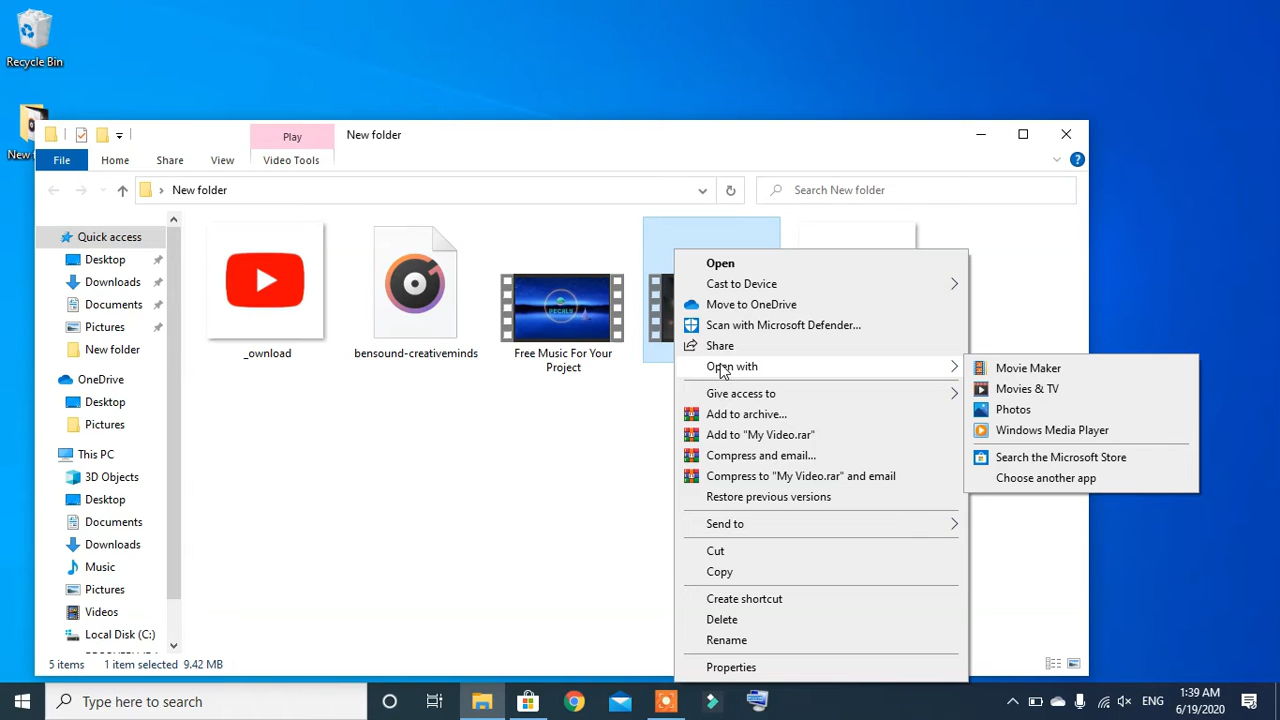 Recycle Bin
New f
Play
New folder
File
Home
Share
View
Video Tools
New folder
Search New folder
Quick access
Desktop
Downloads
Documents
Pictures
New folder
OneDrive
Desktop
Pictures
This PC
3D Objects
Desktop
Documents
Downloads
Music
Pictures
Videos
Local Disk (C:)
_ownload
bensound-creativeminds
Free Music For Your
Project
Open
Cast to Device
Move to OneDrive
Scan with Microsoft Defender...
Share
Open with
Give access to
Add to archive...
Add to "My Video.rar"
Compress and email...
Compress to "My Video.rar" and email
Restore previous versions
Send to
Cut
Copy
Create shortcut
Delete
Rename
Properties
Movie Maker
Movies & TV
Photos
Windows Media Player
Search the Microsoft Store
Choose another app
5 items
1 item selected 9.42 MB
Type here to search
ENG
1:39 AM
6/19/2020